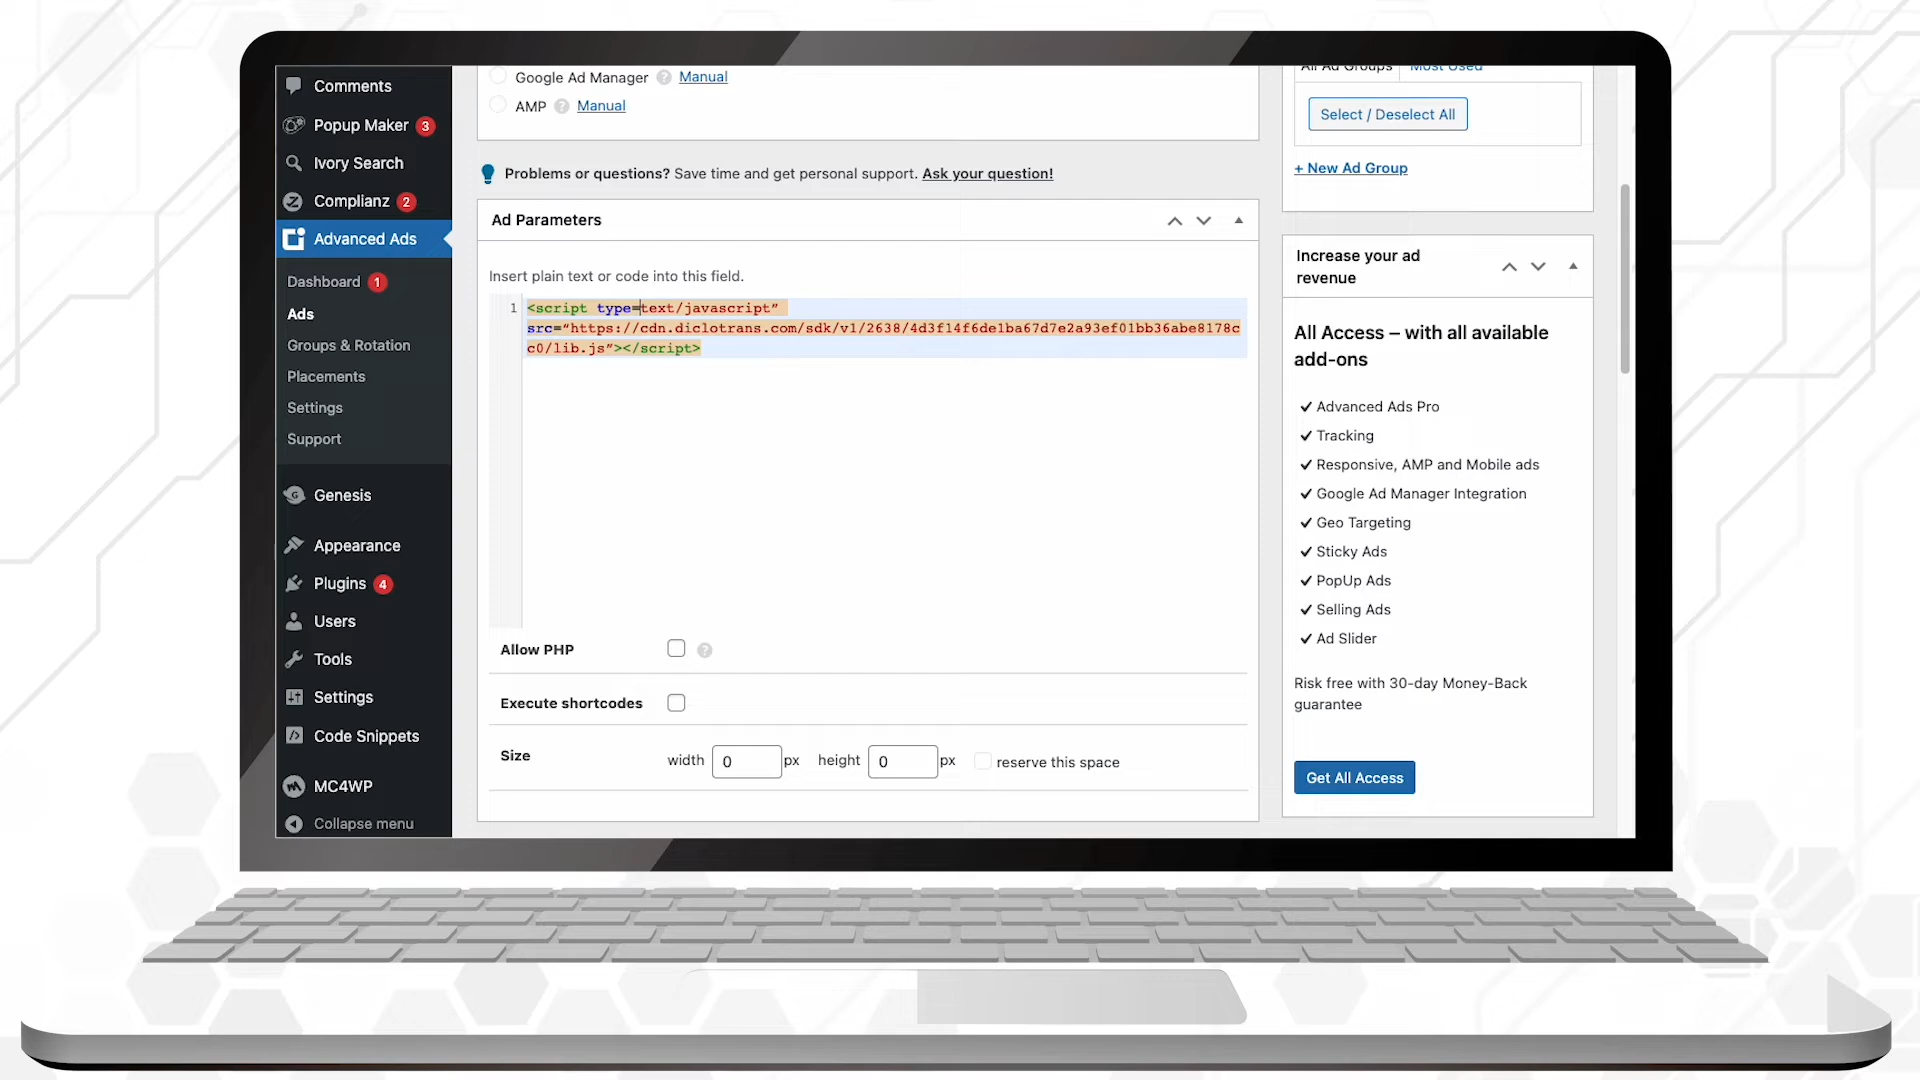 Comments
Popup Maker 3
Ivory Search
Complianz 2
Advanced Ads
Dashboard 1
Ads
Groups & Rotation
Placements
Settings
Support
Genesis
Appearance
Plugins 4
Users
Tools
Settings
Code Snippets
MC4WP
Collapse menu
Google Ad Manager ? Manual
AMP ? Manual
Problems or questions? Save time and get personal support. Ask your question!
Ad Parameters
Insert plain text or code into this field.
1 <script type=text/javascript”
src=“https://cdn.diclotrans.com/sdk/v1/2638/4d3f14f6de1ba67d7e2a93ef01bb36abe8178c
c0/lib.js”></script>
Allow PHP ?
Execute shortcodes
Size width 0 px height 0 px reserve this space
All Ad Groups Most Used
Select / Deselect All
+ New Ad Group
Increase your ad
revenue
All Access – with all available
add-ons
✔ Advanced Ads Pro
✔ Tracking
✔ Responsive, AMP and Mobile ads
✔ Google Ad Manager Integration
✔ Geo Targeting
✔ Sticky Ads
✔ PopUp Ads
✔ Selling Ads
✔ Ad Slider
Risk free with 30-day Money-Back
guarantee
Get All Access